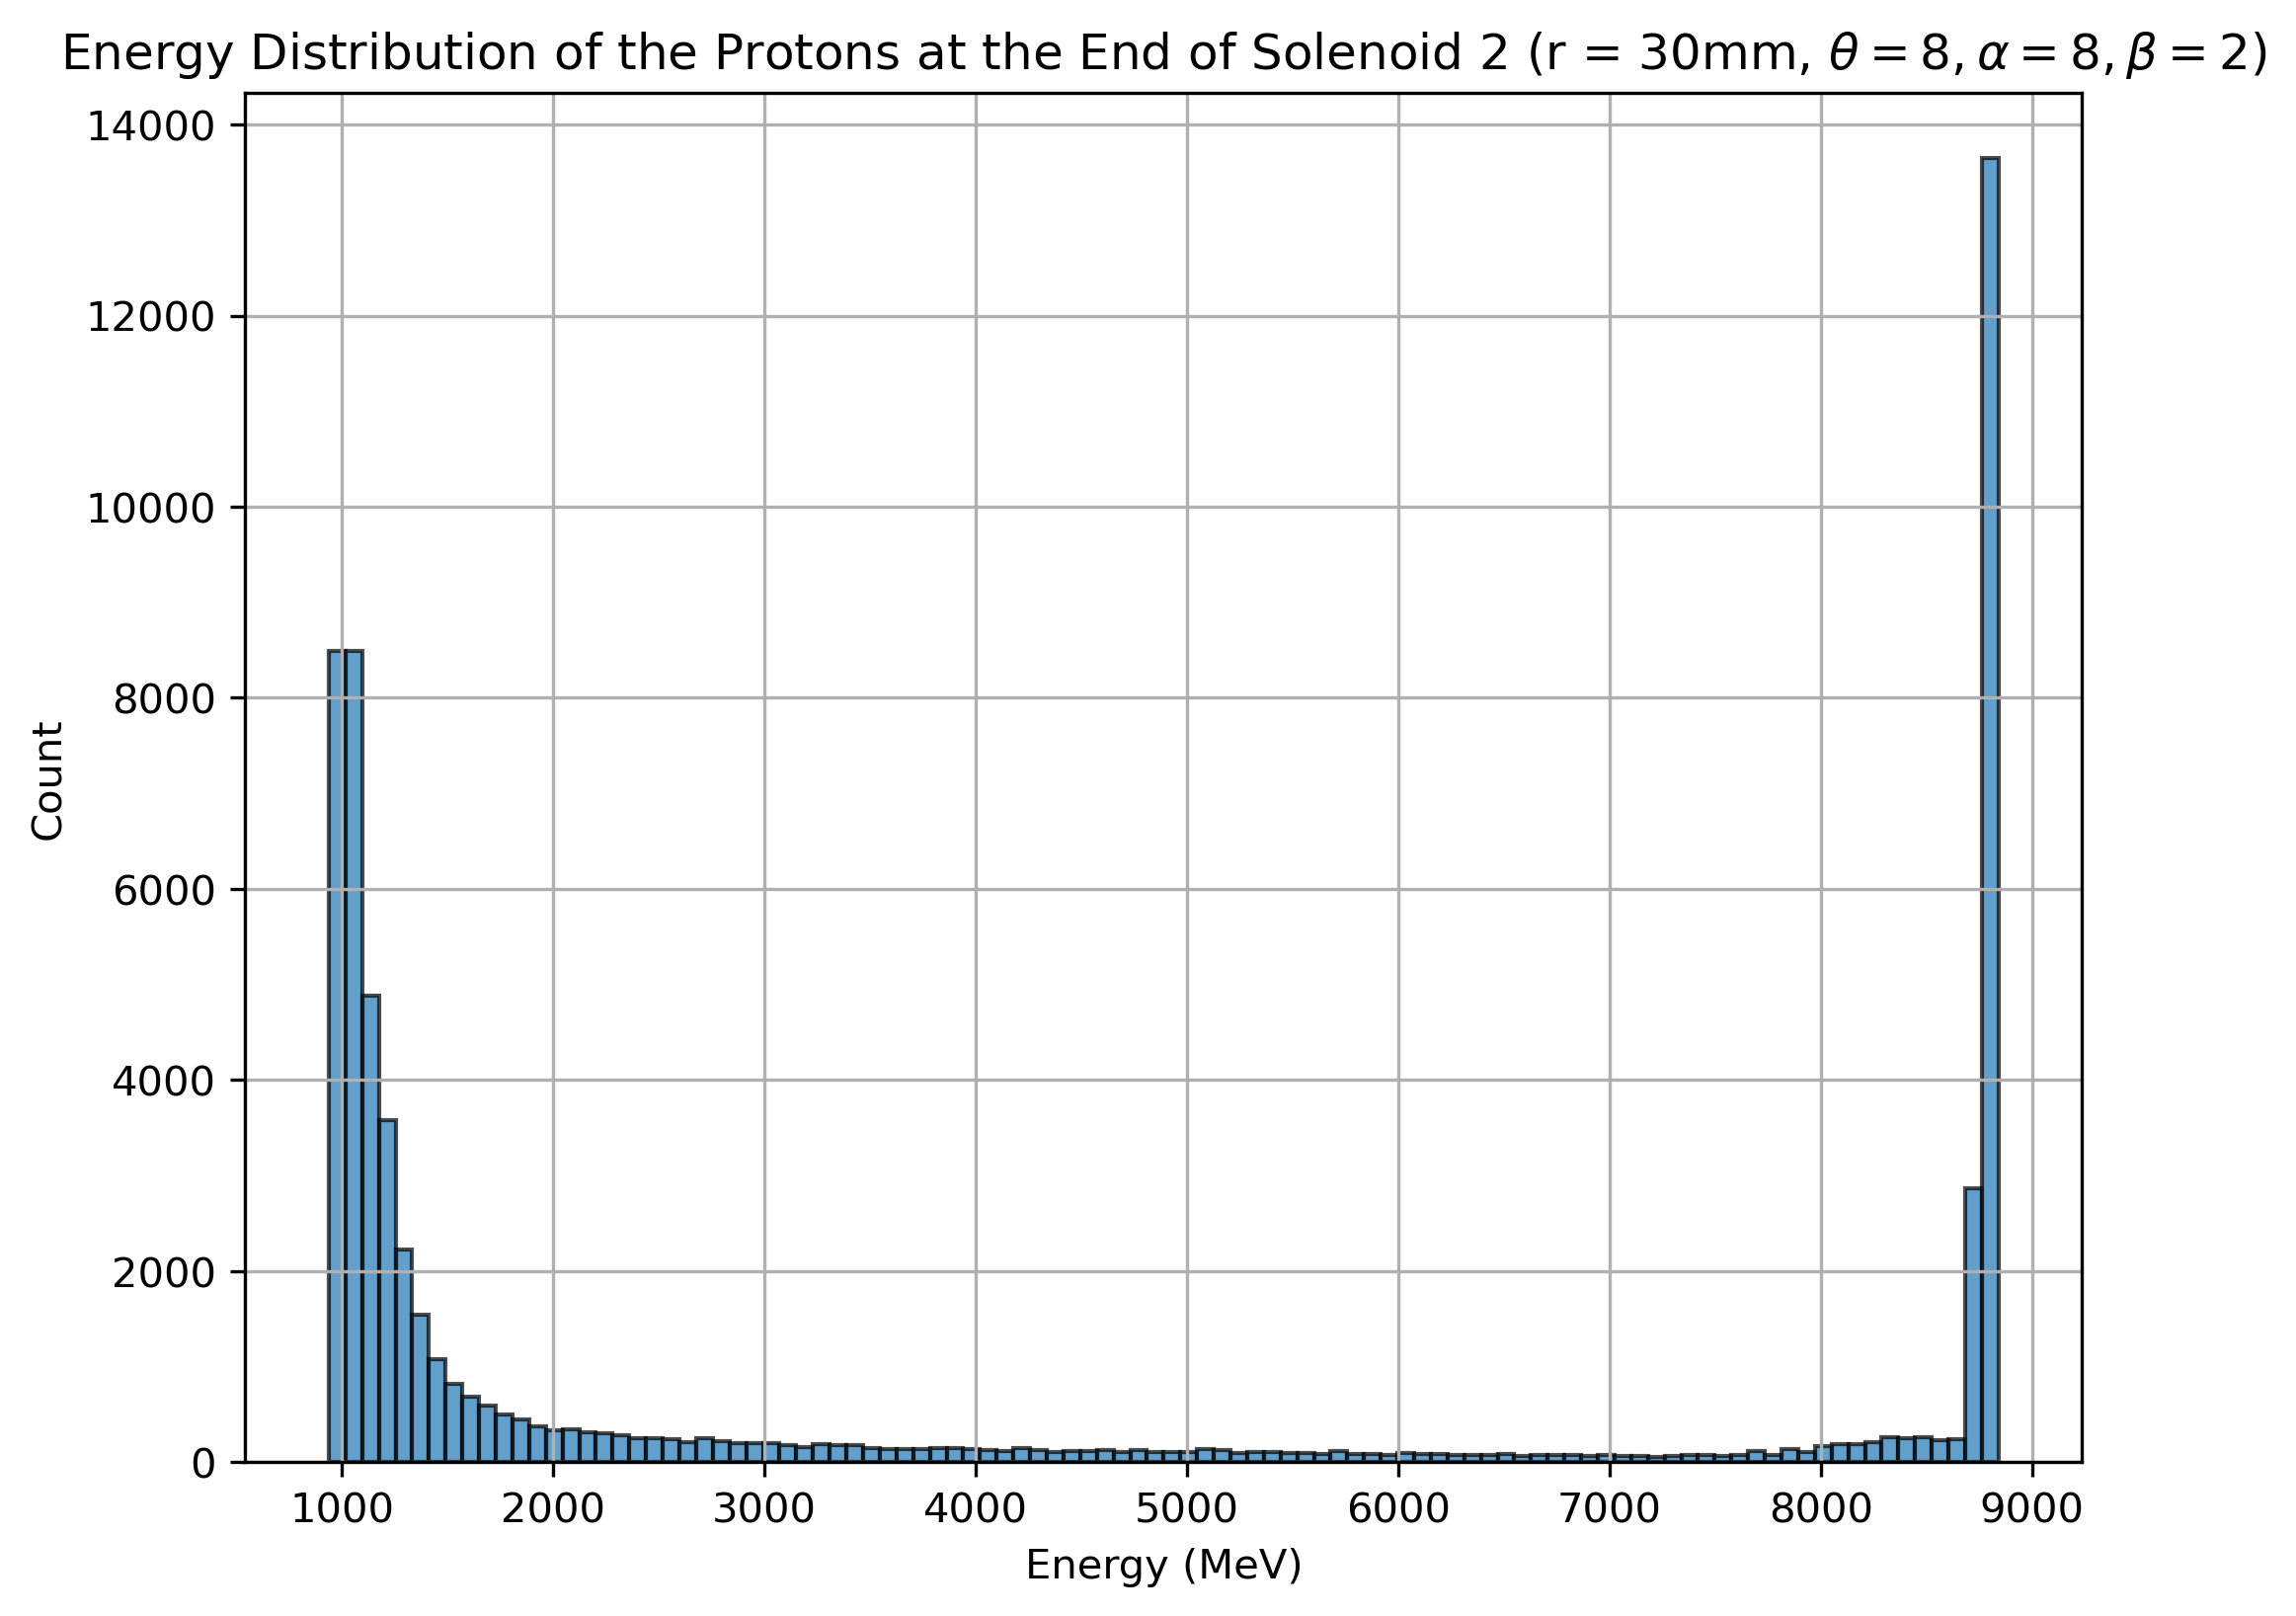 Energy Distribution of the Protons at the End of Solenoid 2 (r = 30mm, θ = 8, α = 8, β = 2)
14000
12000
10000
8000
6000
4000
2000
0
Count
1000 2000 3000 4000 5000 6000 7000 8000 9000
Energy (MeV)